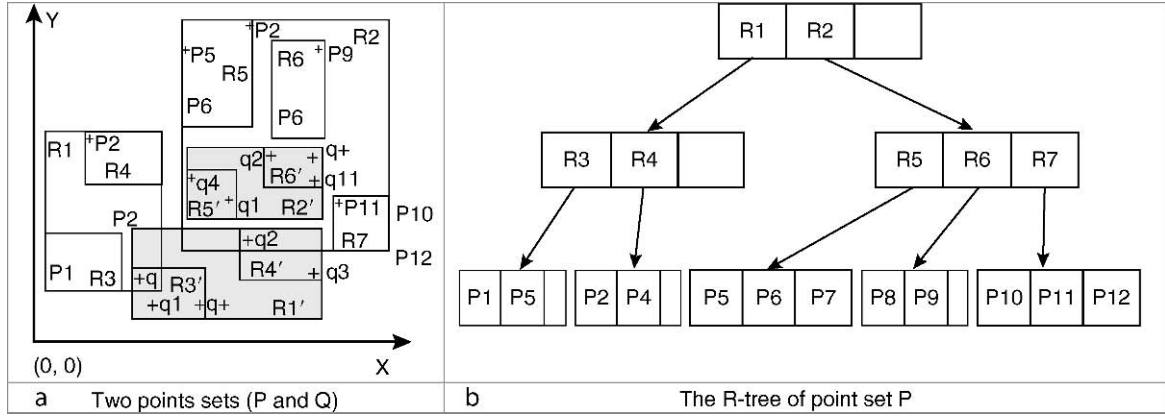 Y
P2
P5
R5
R6
P9
R2
P6
P6
R1
P2
R4
q2
q+
R6′
q11
q4
R5′
q1
R2′
P11
P10
P2
R7
P12
P1
R3
q2
q
R3′
R4′
q3
q1
q+
R1′
(0, 0)
X
a Two points sets (P and Q)
R1 R2
R3 R4
R5 R6 R7
P1 P5 P2 P4 P5 P6 P7 P8 P9 P10 P11 P12
b The R-tree of point set P